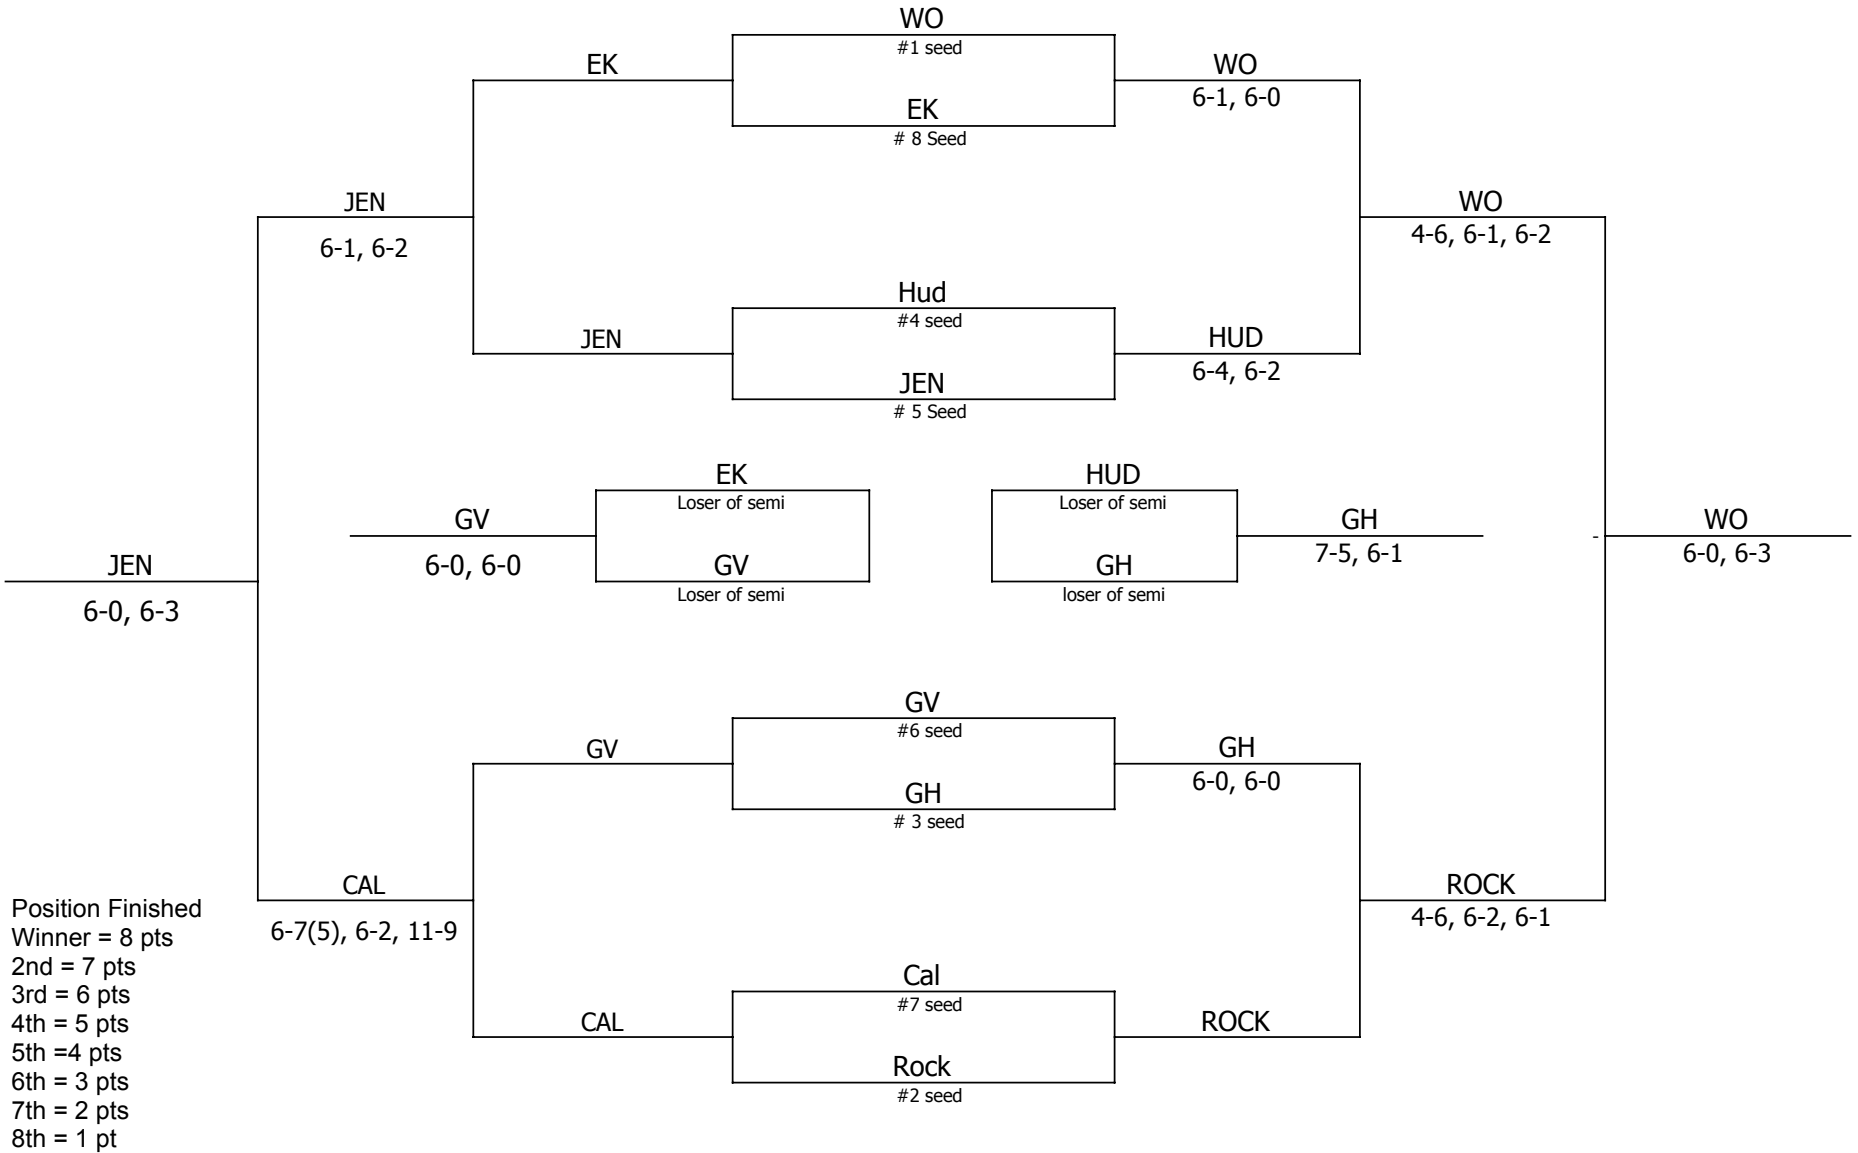 WO
#1 seed
EK
WO
6-1, 6-0
EK
# 8 Seed
JEN
6-1, 6-2
WO
4-6, 6-1, 6-2
Hud
#4 seed
JEN
HUD
6-4, 6-2
JEN
# 5 Seed
EK
Loser of semi
HUD
Loser of semi
GV
6-0, 6-0
GH
7-5, 6-1
-
WO
6-0, 6-3
JEN
6-0, 6-3
GV
Loser of semi
GH
loser of semi
GV
#6 seed
GV
GH
6-0, 6-0
GH
# 3 seed
CAL
6-7(5), 6-2, 11-9
ROCK
4-6, 6-2, 6-1
Cal
#7 seed
CAL
ROCK
Rock
#2 seed
Position Finished
Winner = 8 pts
2nd = 7 pts
3rd = 6 pts
4th = 5 pts
5th =4 pts
6th = 3 pts
7th = 2 pts
8th = 1 pt